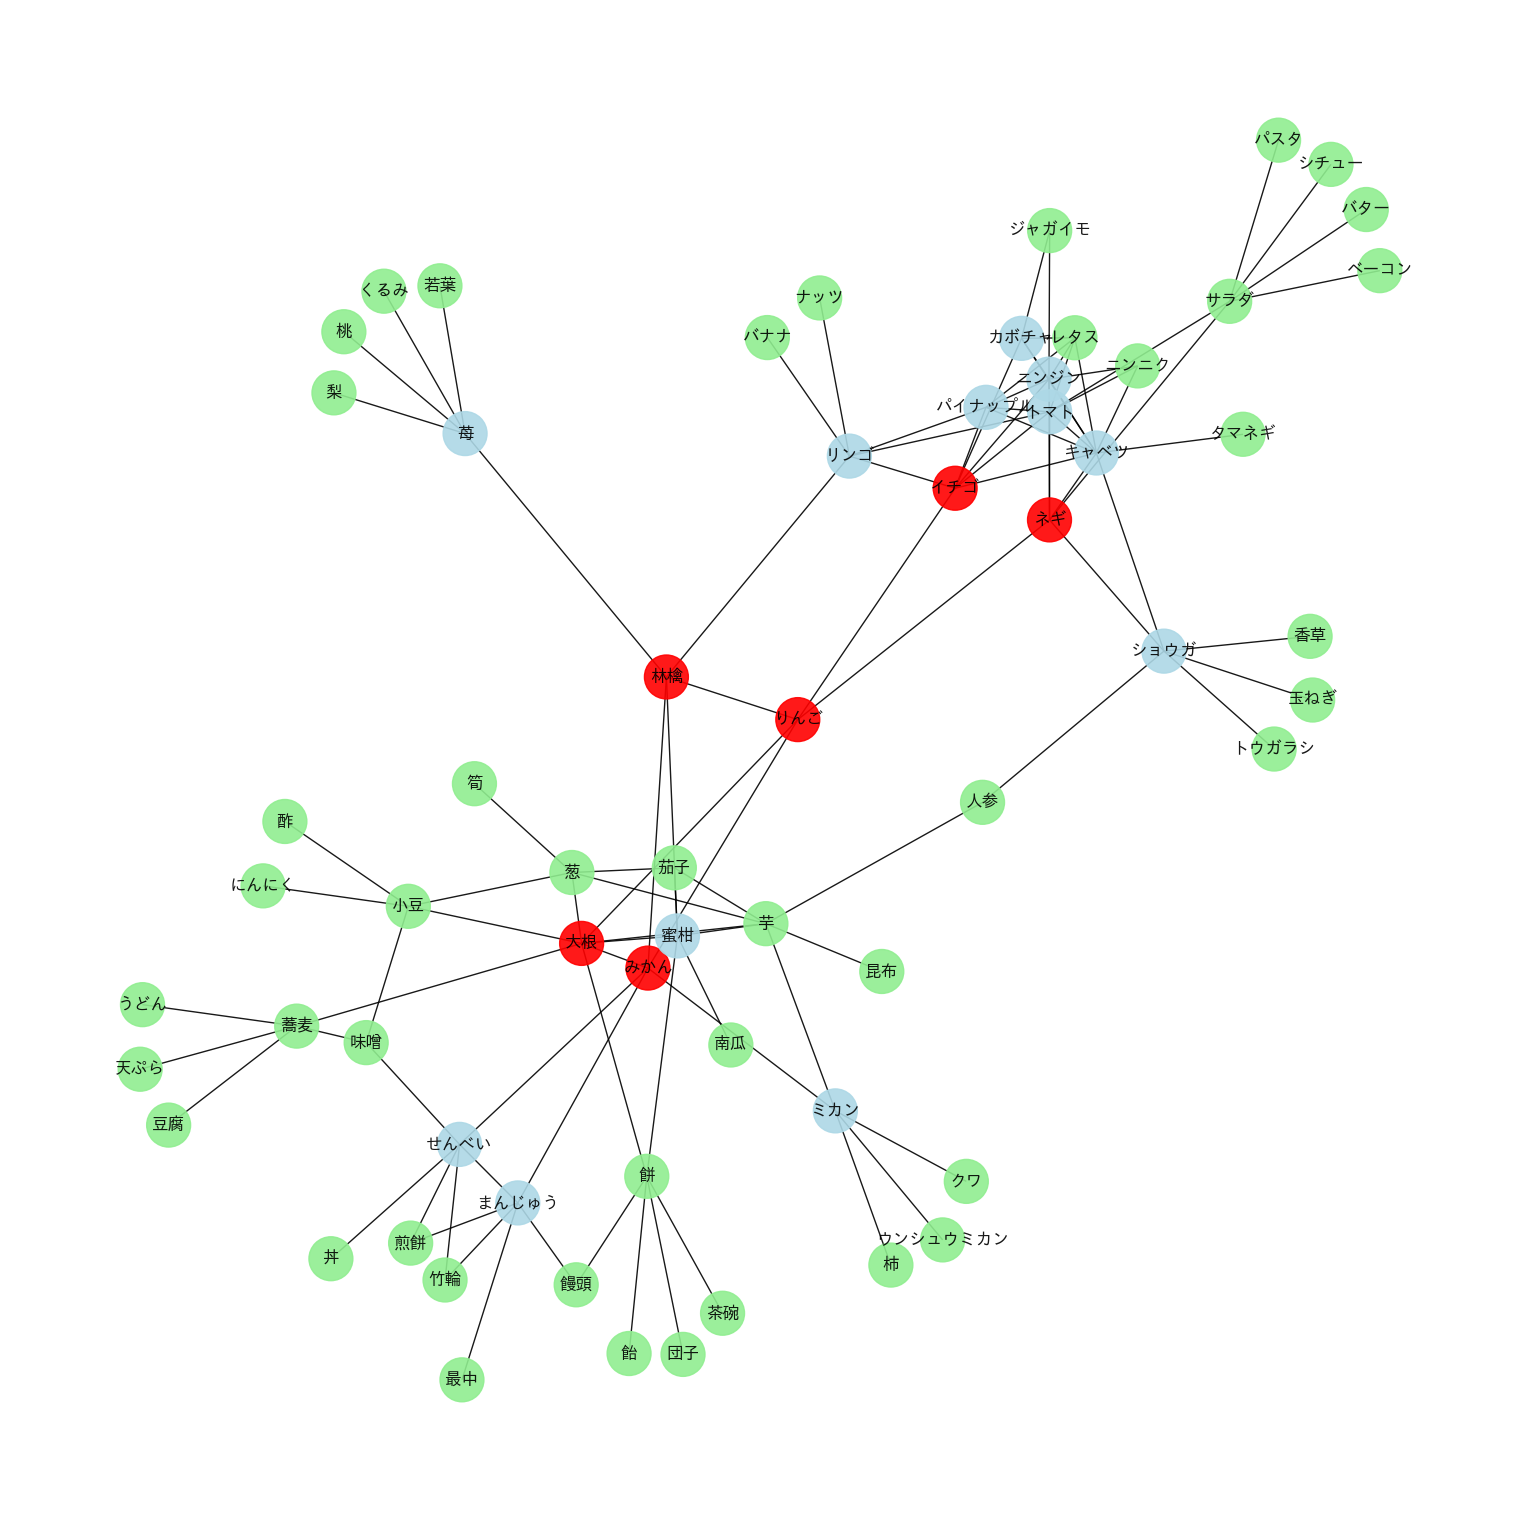 パスタ
シチュー
バター
ジャガイモ
ベーコン
若葉
くるみ
ナッツ
サラダ
桃
バナナ
カボチャ
レタス
ニンニク
ニンジン
梨
パイナップル
トマト
苺
タマネギ
キャベツ
リンゴ
イチゴ
ネギ
香草
ショウガ
林檎
玉ねぎ
りんご
トウガラシ
筍
人参
酢
茄子
葱
にんにく
小豆
芋
蜜柑
大根
みかん
昆布
うどん
蕎麦
味噌
南瓜
天ぷら
ミカン
豆腐
せんべい
餅
クワ
まんじゅう
ウンシュウミカン
煎餅
丼
柿
竹輪
饅頭
茶碗
飴
団子
最中